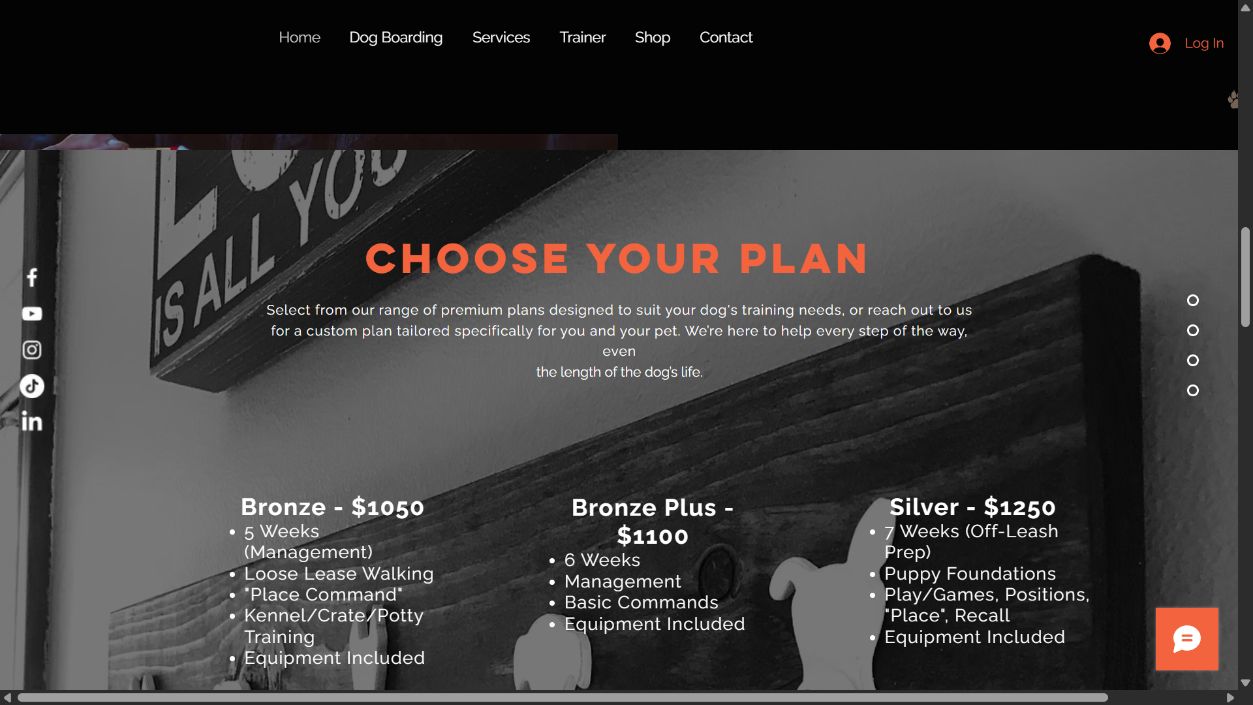 Home Dog Boarding Services Trainer Shop Contact
Log In
LO
IS ALL YOU
CHOOSE YOUR PLAN
Select from our range of premium plans designed to suit your dog's training needs, or reach out to us
for a custom plan tailored specifically for you and your pet. We're here to help every step of the way,
even
the length of the dog's life.
Bronze - $1050
5 Weeks
(Management)
Loose Lease Walking
"Place Command"
Kennel/Crate/Potty
Training
Equipment Included
Bronze Plus -
$1100
6 Weeks
Management
Basic Commands
Equipment Included
Silver - $1250
7 Weeks (Off-Leash
Prep)
Puppy Foundations
Play/Games, Positions,
"Place", Recall
Equipment Included